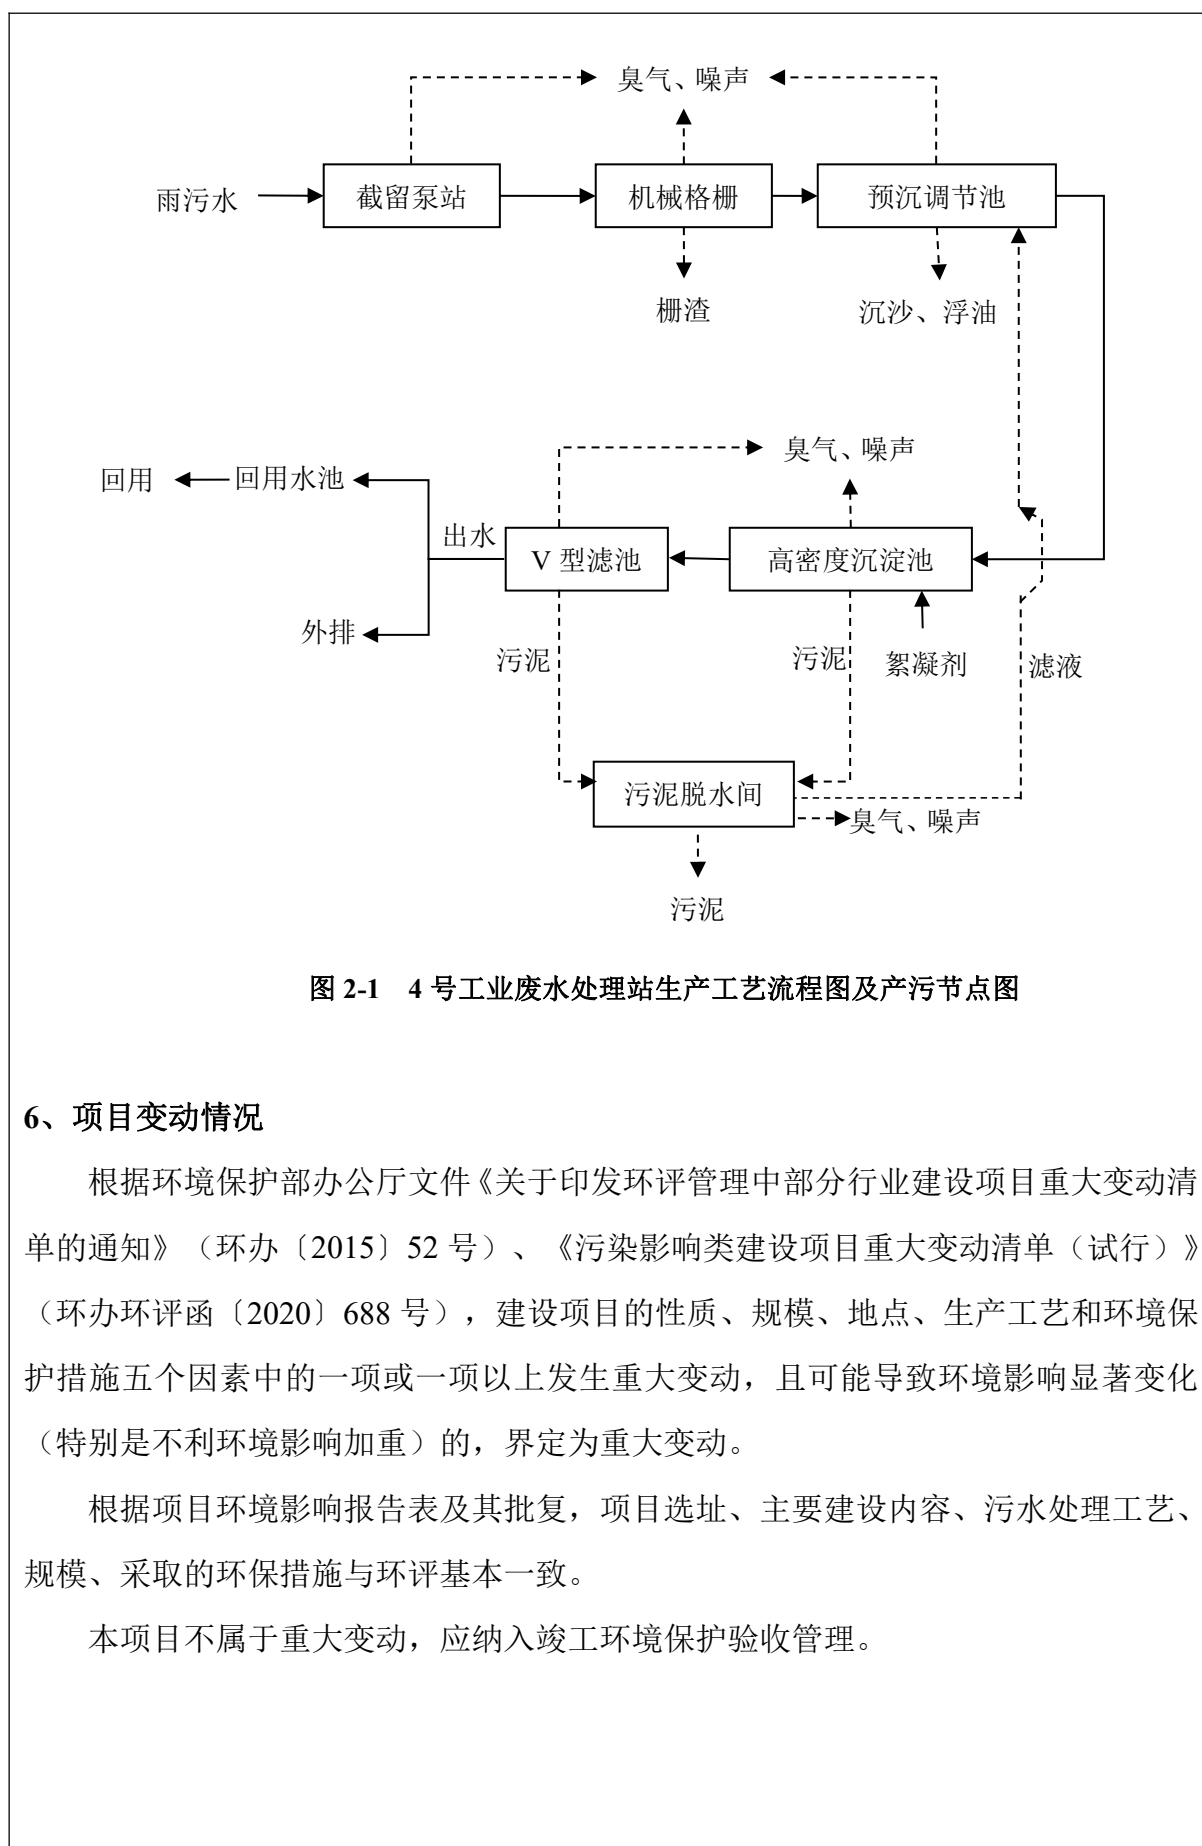 臭气、噪声
雨污水
截留泵站
机械格栅
预沉调节池
栅渣
沉沙、浮油
臭气、噪声
回用
回用水池
出水
V 型滤池
高密度沉淀池
外排
污泥
污泥
絮凝剂
滤液
污泥脱水间
臭气、噪声
污泥
图 2-1 4 号工业废水处理站生产工艺流程图及产污节点图
6、项目变动情况
根据环境保护部办公厅文件《关于印发环评管理中部分行业建设项目重大变动清
单的通知》（环办〔2015〕52 号）、《污染影响类建设项目重大变动清单（试行）》
（环办环评函〔2020〕688 号），建设项目的性质、规模、地点、生产工艺和环境保
护措施五个因素中的一项或一项以上发生重大变动，且可能导致环境影响显著变化
（特别是不利环境影响加重）的，界定为重大变动。
根据项目环境影响报告表及其批复，项目选址、主要建设内容、污水处理工艺、
规模、采取的环保措施与环评基本一致。
本项目不属于重大变动，应纳入竣工环境保护验收管理。